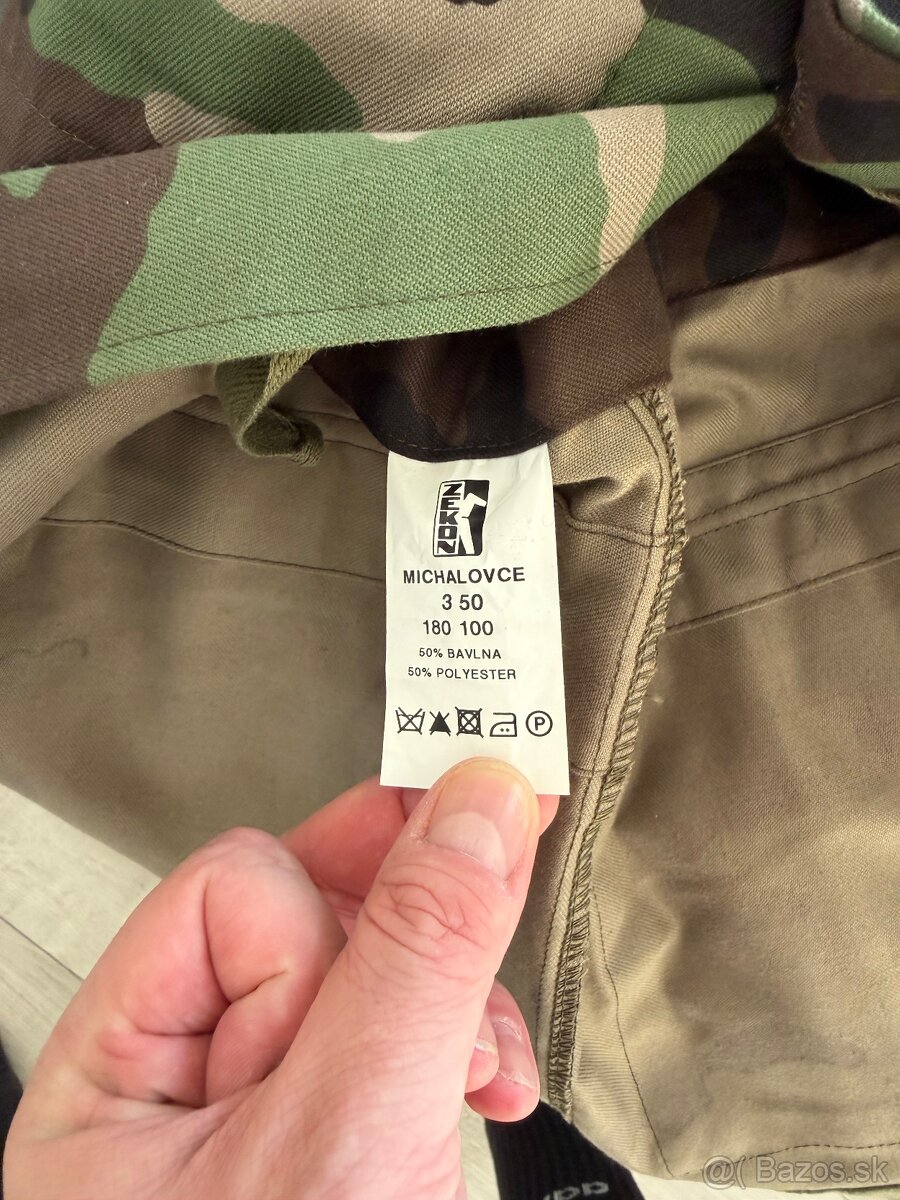 ZEKON
MICHALOVCE
3 50
180 100
50% BAVLNA
50% POLYESTER
P
@( Bazos.sk